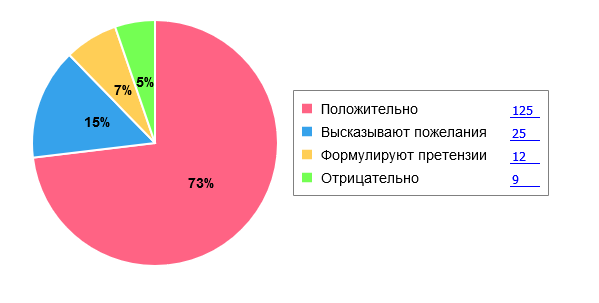 5%
7%
15%
73%
Положительно 125
Высказывают пожелания 25
Формулируют претензии 12
Отрицательно 9